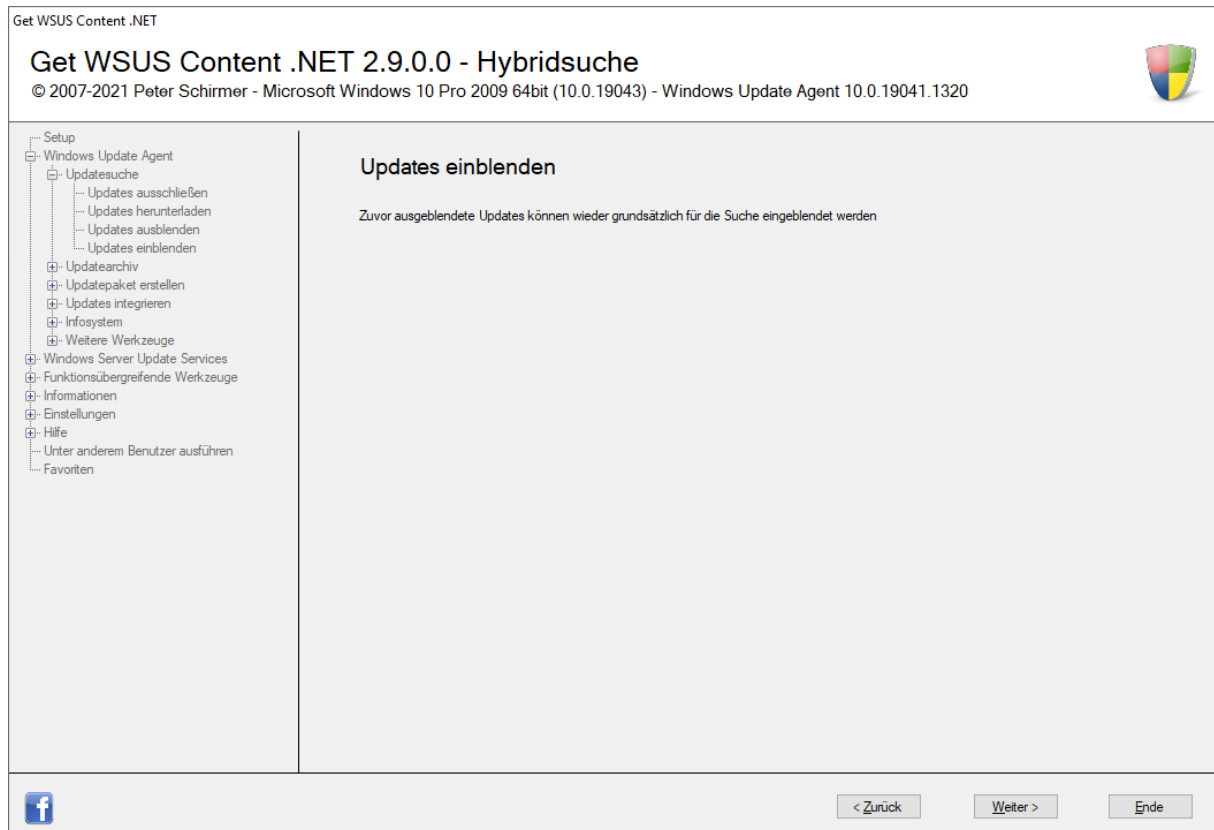 Get WSUS Content .NET
Get WSUS Content .NET 2.9.0.0 - Hybridsuche
© 2007-2021 Peter Schirmer - Microsoft Windows 10 Pro 2009 64bit (10.0.19043) - Windows Update Agent 10.0.19041.1320
Setup
Windows Update Agent
Updatesuche
Updates ausschließen
Updates herunterladen
Updates ausblenden
Updates einblenden
Updatearchiv
Updatepaket erstellen
Updates integrieren
Infosystem
Weitere Werkzeuge
Windows Server Update Services
Funktionsübergreifende Werkzeuge
Informationen
Einstellungen
Hilfe
Unter anderem Benutzer ausführen
Favoriten
Updates einblenden
Zuvor ausgeblendete Updates können wieder grundsätzlich für die Suche eingeblendet werden
f
< Zurück
Weiter >
Ende